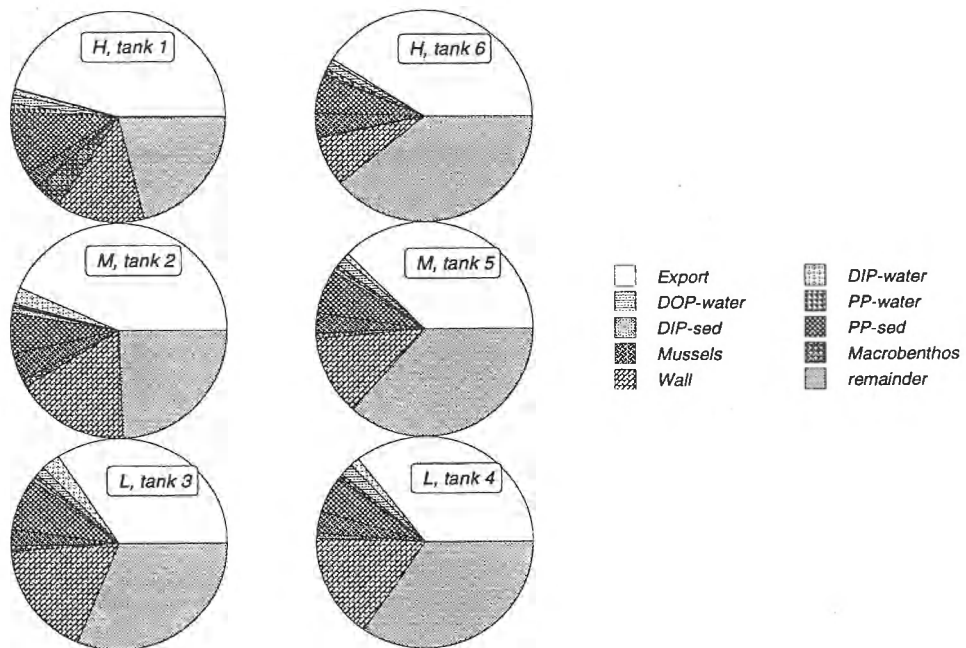 H, tank 1
H, tank 6
M, tank 2
M, tank 5
L, tank 3
L, tank 4
Export
DOP-water
DIP-sed
Mussels
Wall
DIP-water
PP-water
PP-sed
Macrobenthos
remainder